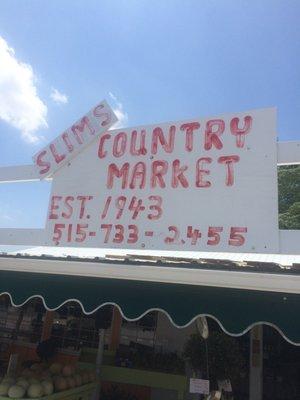 SLIMS
COUNTRY
MARKET
EST. 1943
515-733-2455